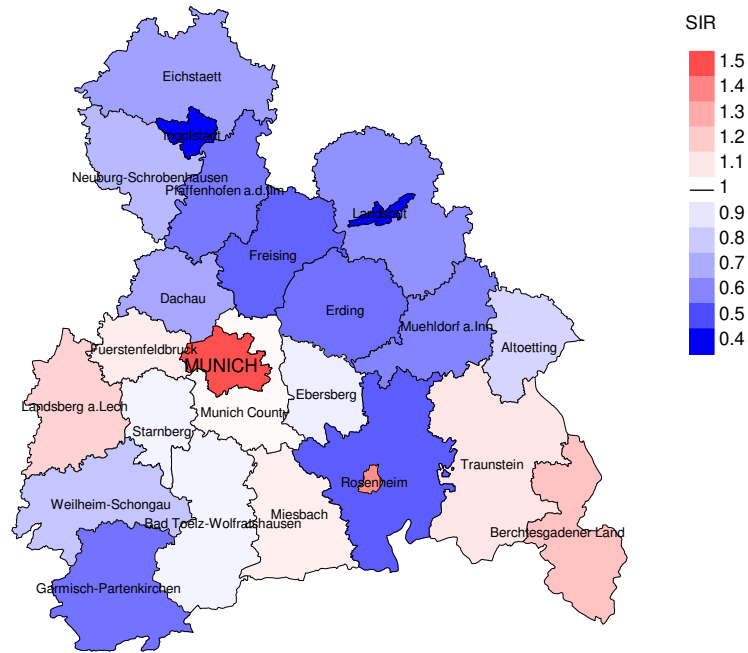 SIR
1.5
1.4
1.3
1.2
1.1
1
0.9
0.8
0.7
0.6
0.5
0.4
Eichstaett
Ingolstadt
Neuburg-Schrobenhausen
Pfaffenhofen a.d.Ilm
Landshut
Freising
Dachau
Erding
Muehldorf a.Inn
Altoetting
Fuerstenfeldbruck
MUNICH
Ebersberg
Landsberg a.Lech
Munich County
Starnberg
Traunstein
Rosenheim
Weilheim-Schongau
Miesbach
Bad Toelz-Wolfratshausen
Berchtesgadener Land
Garmisch-Partenkirchen